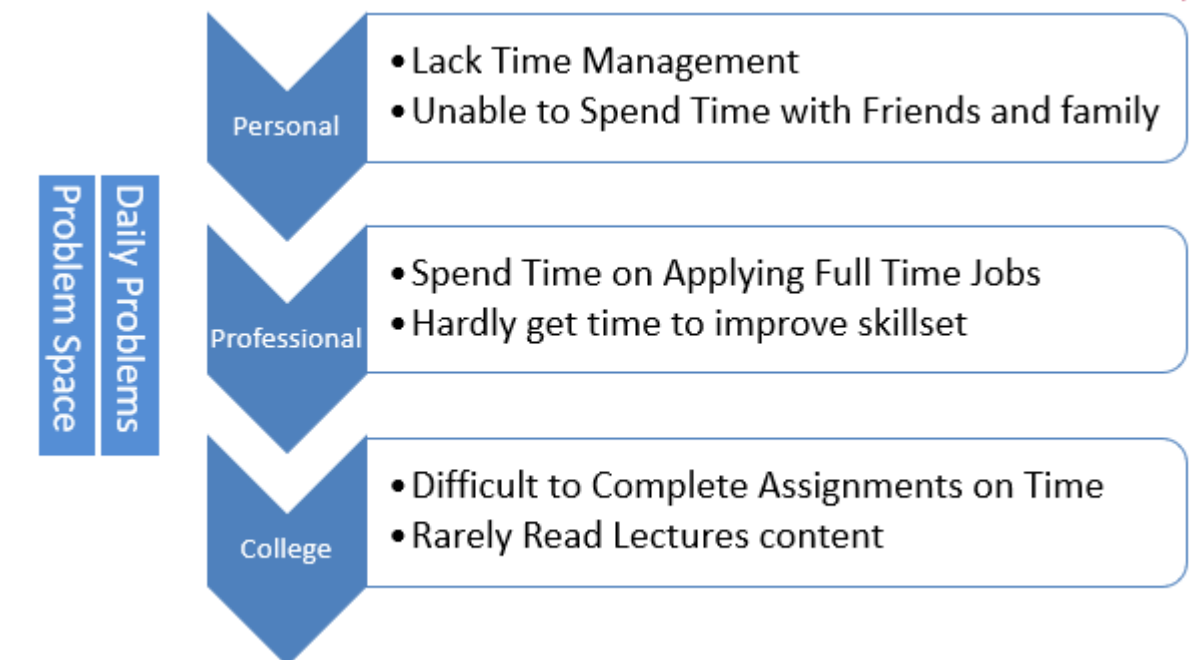 Daily Problems
Problem Space
Personal
•Lack Time Management
•Unable to Spend Time with Friends and family
Professional
•Spend Time on Applying Full Time Jobs
•Hardly get time to improve skillset
College
•Difficult to Complete Assignments on Time
•Rarely Read Lectures content